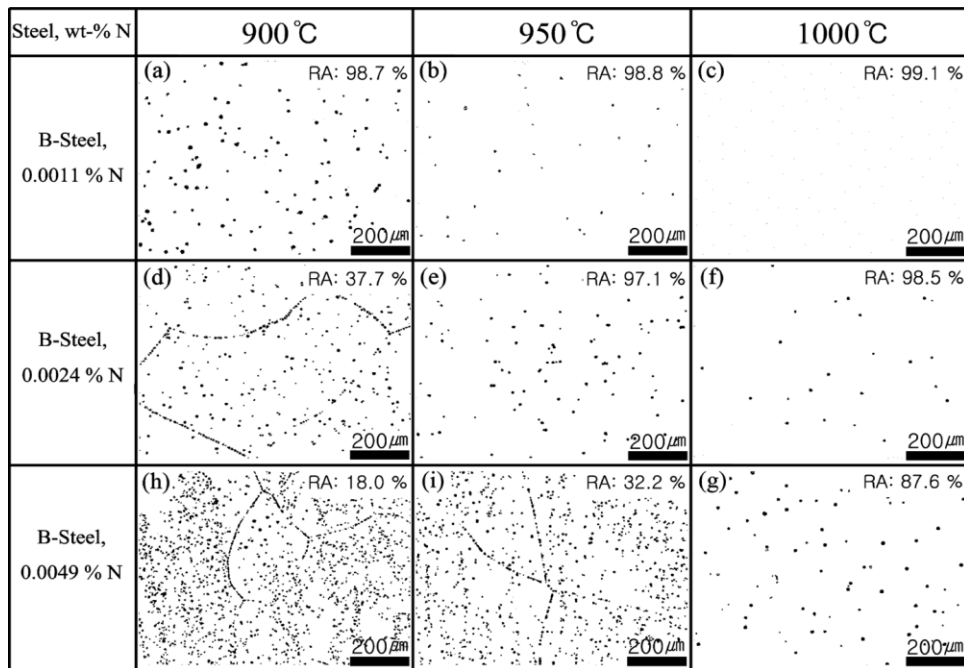 Steel, wt-% N
900℃
950℃
1000℃
B-Steel,
0.0011 % N
(a)
RA: 98.7 %
200㎛
(b)
RA: 98.8 %
200㎛
(c)
RA: 99.1 %
200㎛
B-Steel,
0.0024 % N
(d)
RA: 37.7 %
200㎛
(e)
RA: 97.1 %
200㎛
(f)
RA: 98.5 %
200㎛
B-Steel,
0.0049 % N
(h)
RA: 18.0 %
200㎛
(i)
RA: 32.2 %
200㎛
(g)
RA: 87.6 %
200㎛